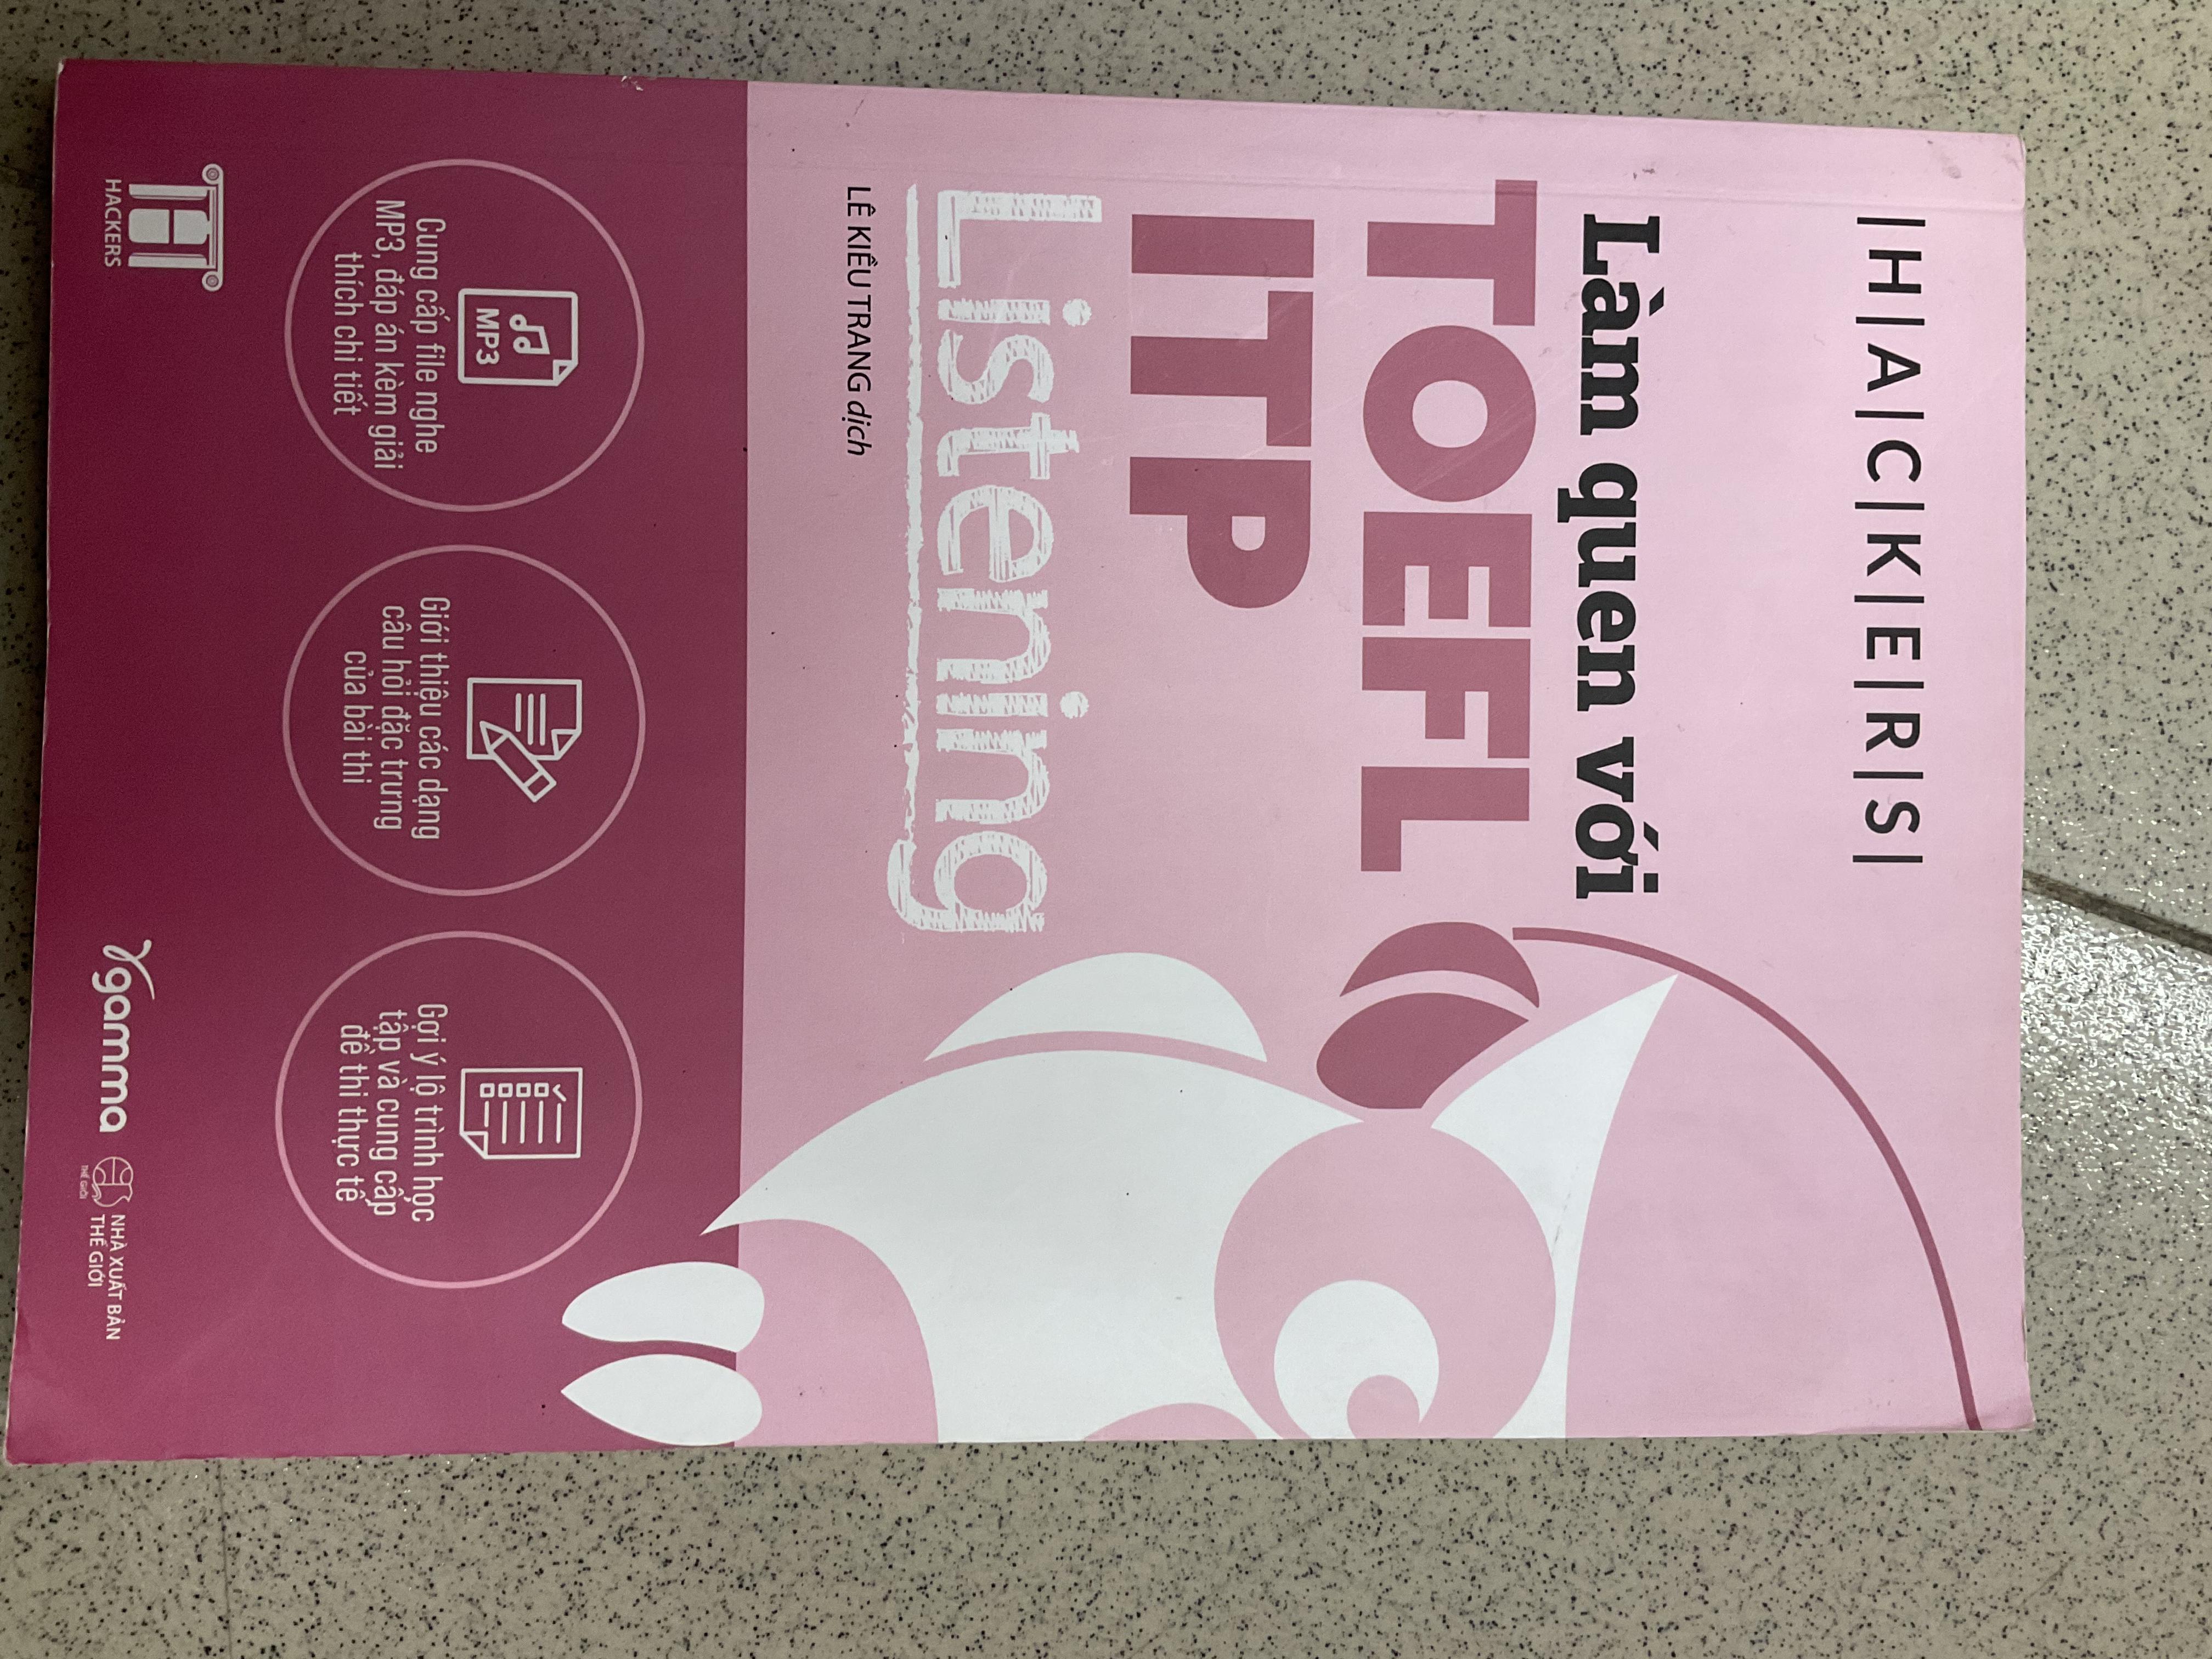 |H|A|C|K|E|R|S|
Làm quen với
TOEFL
ITP
Listening
LÊ KIỀU TRANG dịch
MP3
Cung cấp file nghe
MP3, đáp án kèm giải
thích chi tiết
Giới thiệu các dạng
câu hỏi đặc trưng
của bài thi
Gợi ý lộ trình học
tập và cung cấp
đề thi thực tế
H
HACKERS
gamma
THẾ GIỚI
NHÀ XUẤT BẢN
THẾ GIỚI